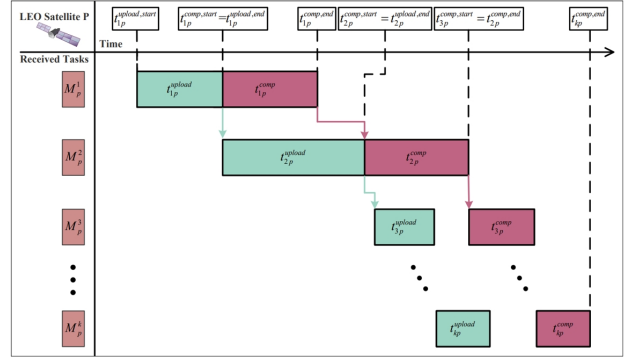 LEO Satellite P
t_{1p}^{upload,start}
t_{1p}^{comp,start}=t_{1p}^{upload,end}
t_{1p}^{comp,end}
t_{2p}^{comp,start}=t_{2p}^{upload,end}
t_{3p}^{comp,start}=t_{2p}^{comp,end}
t_{kp}^{comp,end}
Time
Received Tasks
M_p^1
t_{1p}^{upload}
t_{1p}^{comp}
M_p^2
t_{2p}^{upload}
t_{2p}^{comp}
M_p^3
t_{3p}^{upload}
t_{3p}^{comp}
M_p^k
t_{kp}^{upload}
t_{kp}^{comp}